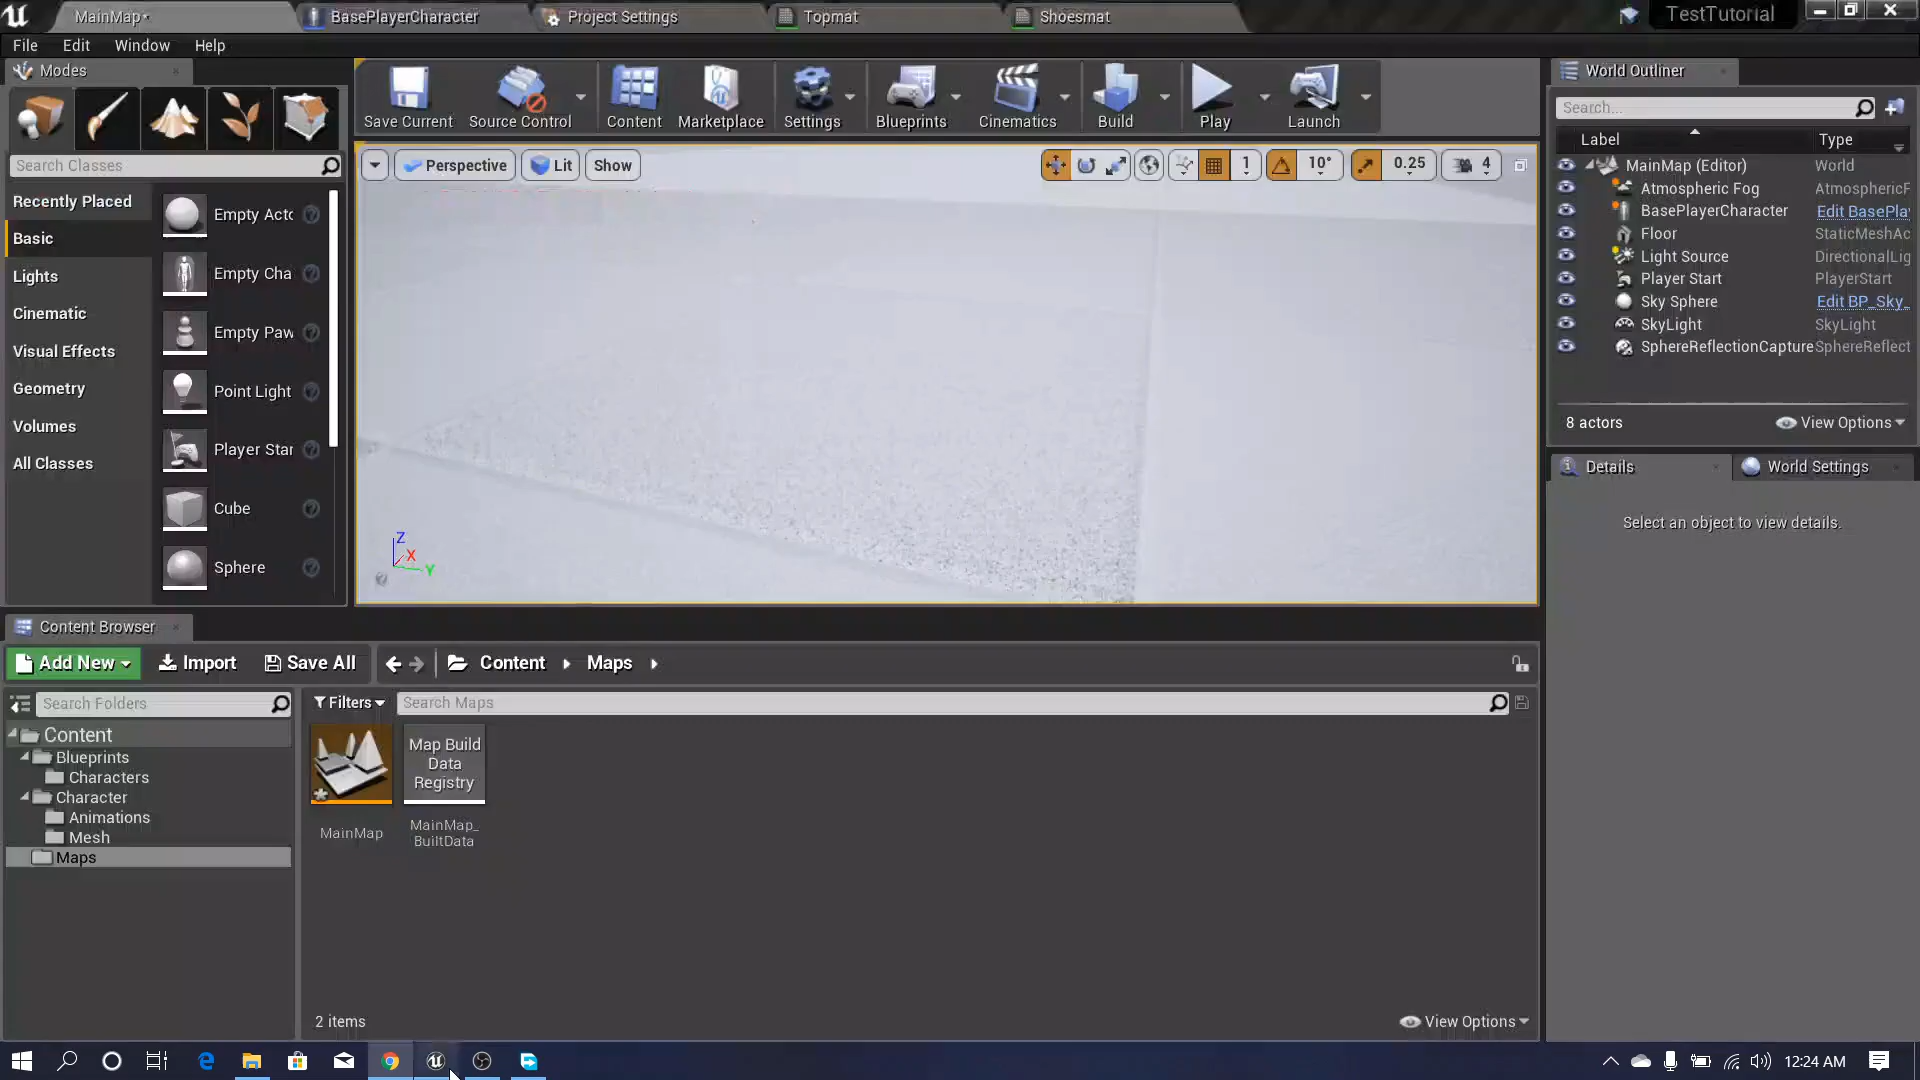 MainMap*
BasePlayerCharacter
Project Settings
Topmat
Shoesmat
TestTutorial
File Edit Window Help
Modes
Search Classes
Recently Placed
Basic
Lights
Cinematic
Visual Effects
Geometry
Volumes
All Classes
Empty Acto
Empty Cha
Empty Paw
Point Light
Player Star
Cube
Sphere
Save Current
Source Control
Content
Marketplace
Settings
Blueprints
Cinematics
Build
Play
Launch
Perspective
Lit
Show
1
10°
0.25
4
Z
X
Y
World Outliner
Search...
Label Type
MainMap (Editor) World
Atmospheric Fog AtmosphericF
BasePlayerCharacter Edit BasePla
Floor StaticMeshAc
Light Source DirectionalLig
Player Start PlayerStart
Sky Sphere Edit BP_Sky_
SkyLight SkyLight
SphereReflectionCapture SphereReflect
8 actors
View Options
Details
World Settings
Select an object to view details.
Content Browser
Add New
Import
Save All
Content
Maps
Search Folders
Filters
Search Maps
Content
Blueprints
Characters
Character
Animations
Mesh
Maps
Map Build
Data
Registry
MainMap
MainMap_
BuiltData
2 items
View Options
12:24 AM